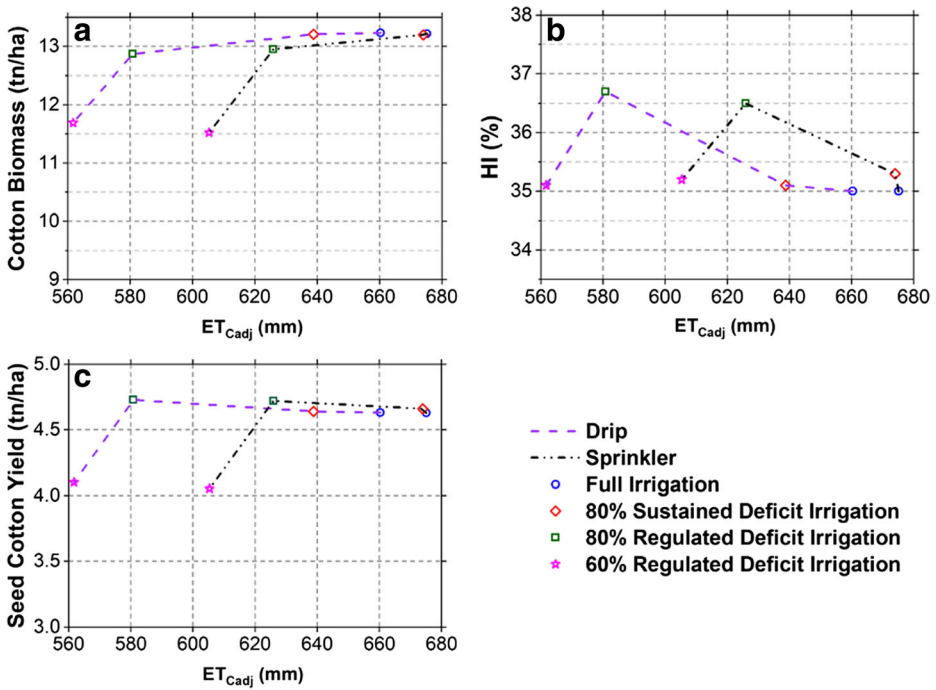 a
Cotton Biomass (tn/ha)
13
12
11
10
9
560 580 600 620 640 660 680
ET_Cadj (mm)
b
HI (%)
38
37
36
35
34
560 580 600 620 640 660 680
ET_Cadj (mm)
c
Seed Cotton Yield (tn/ha)
5.0
4.5
4.0
3.5
3.0
560 580 600 620 640 660 680
ET_Cadj (mm)
Drip
Sprinkler
Full Irrigation
80% Sustained Deficit Irrigation
80% Regulated Deficit Irrigation
60% Regulated Deficit Irrigation